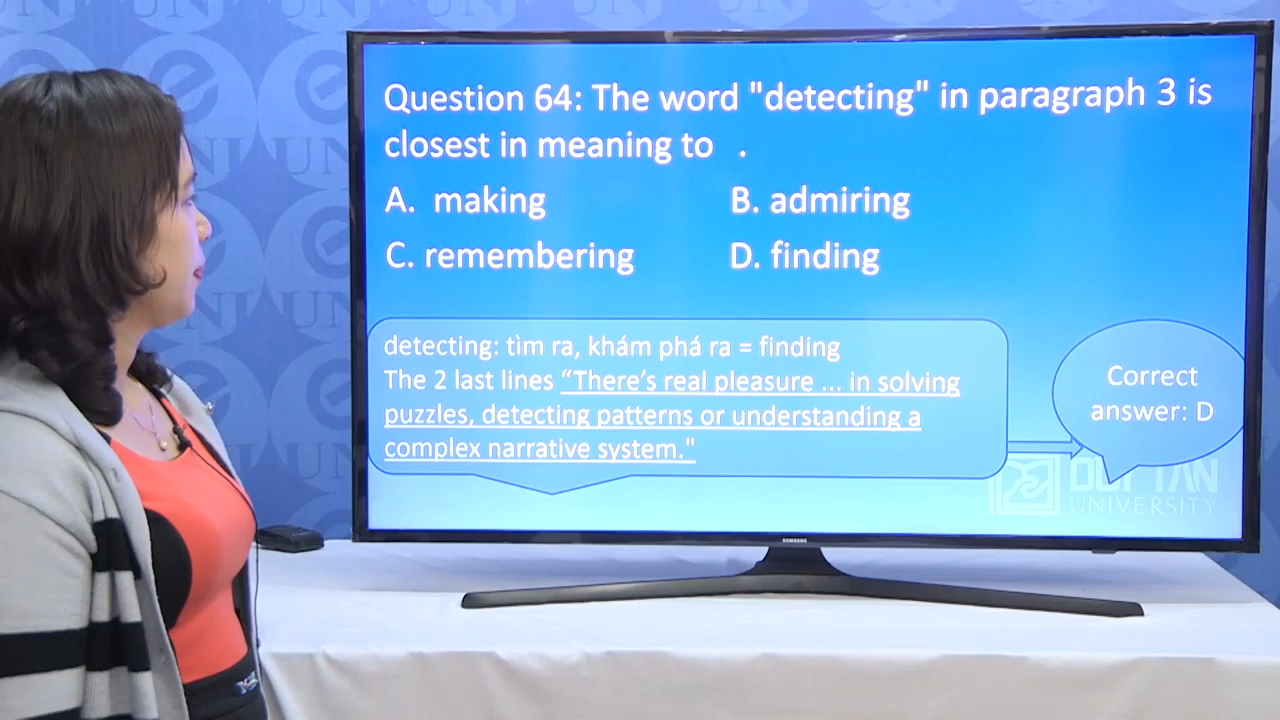 Question 64: The word "detecting" in paragraph 3 is
closest in meaning to .
A. making
B. admiring
C. remembering
D. finding
detecting: tìm ra, khám phá ra = finding
The 2 last lines “There’s real pleasure ... in solving
puzzles, detecting patterns or understanding a
complex narrative system."
Correct
answer: D
DUY TAN
UNIVERSITY
SAMSUNG
UNI
UNI